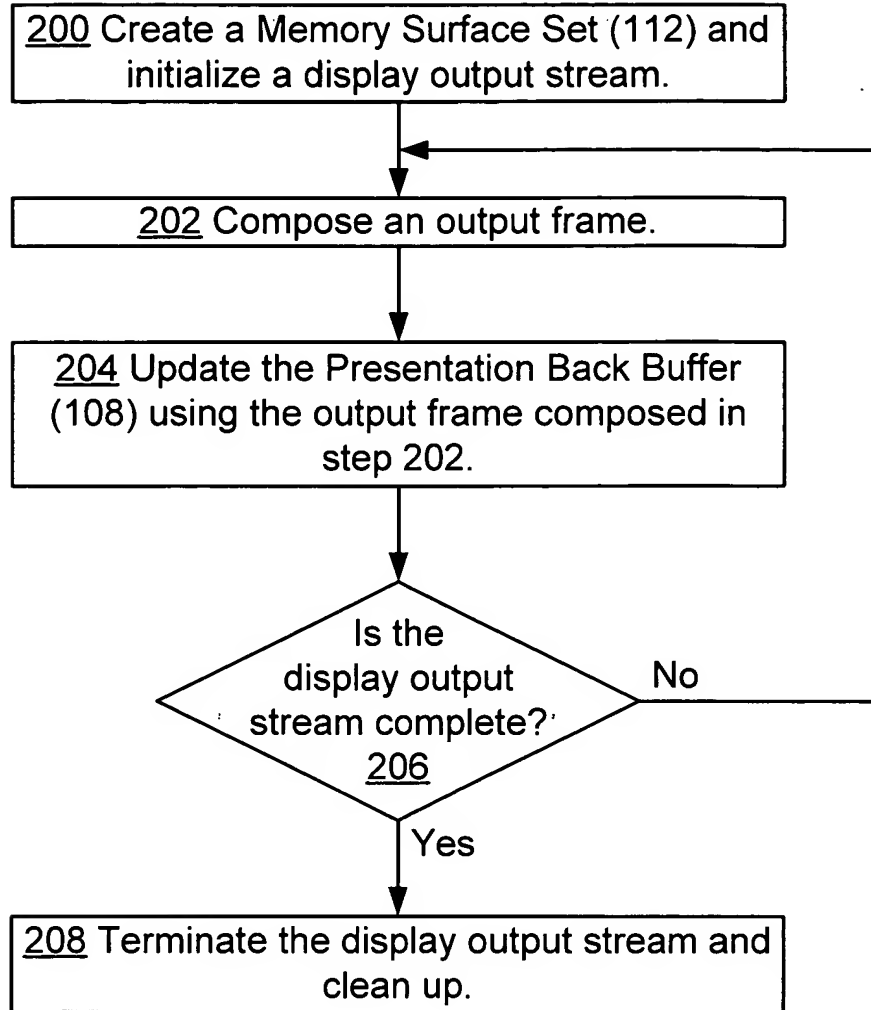 200 Create a Memory Surface Set (112) and
initialize a display output stream.
202 Compose an output frame.
204 Update the Presentation Back Buffer
(108) using the output frame composed in
step 202.
Is the
display output
stream complete?
206
No
Yes
208 Terminate the display output stream and
clean up.